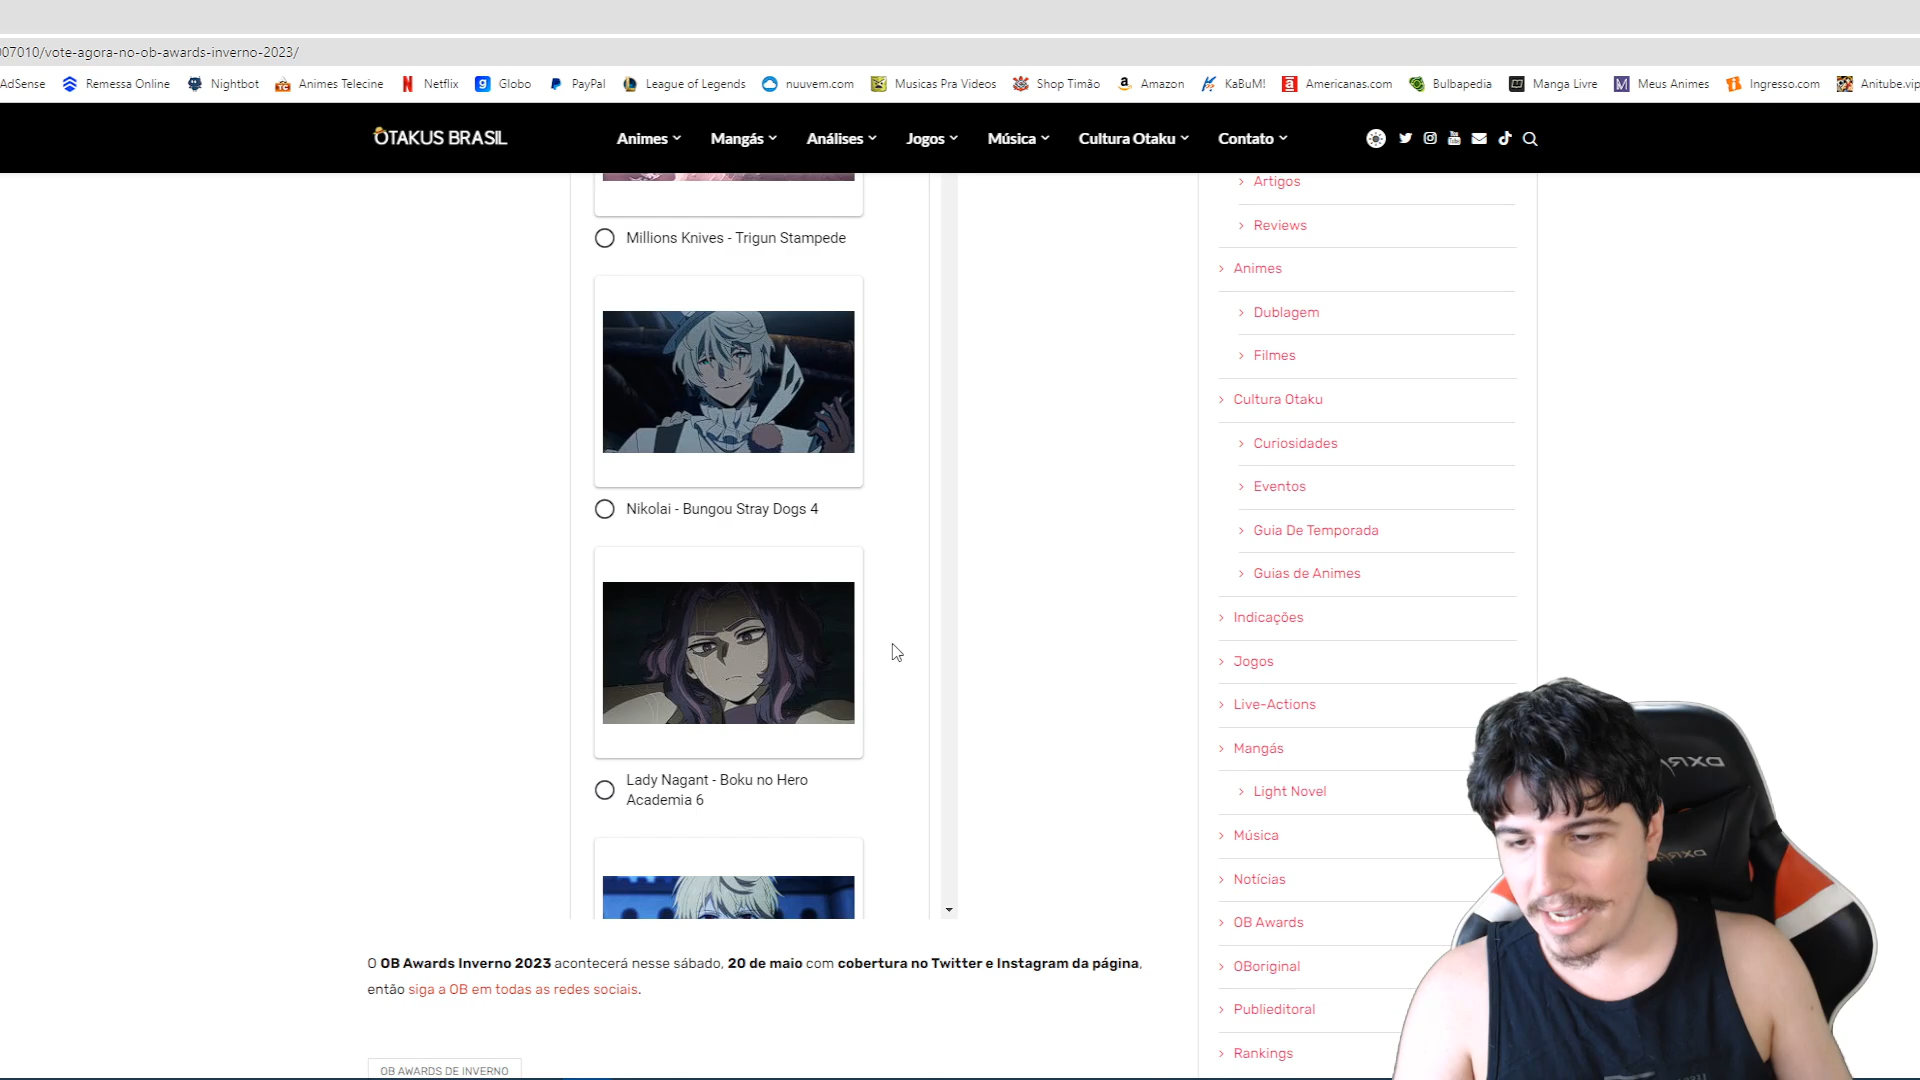 007010/vote-agora-no-ob-awards-inverno-2023/
AdSense Remessa Online Nightbot Animes Telecine Netflix Globo PayPal League of Legends nuuvem.com Musicas Pra Videos Shop Timão Amazon KaBuM! Americanas.com Bulbapedia Manga Livre Meus Animes Ingresso.com Anitube.vip
OTAKUS BRASIL Animes Mangás Análises Jogos Música Cultura Otaku Contato
Millions Knives - Trigun Stampede
Nikolai - Bungou Stray Dogs 4
Lady Nagant - Boku no Hero
Academia 6
O OB Awards Inverno 2023 acontecerá nesse sábado, 20 de maio com cobertura no Twitter e Instagram da página,
então siga a OB em todas as redes sociais.
OB AWARDS DE INVERNO
Artigos
Reviews
Animes
Dublagem
Filmes
Cultura Otaku
Curiosidades
Eventos
Guia De Temporada
Guias de Animes
Indicações
Jogos
Live-Actions
Mangás
Light Novel
Música
Notícias
OB Awards
OBoriginal
Publieditoral
Rankings